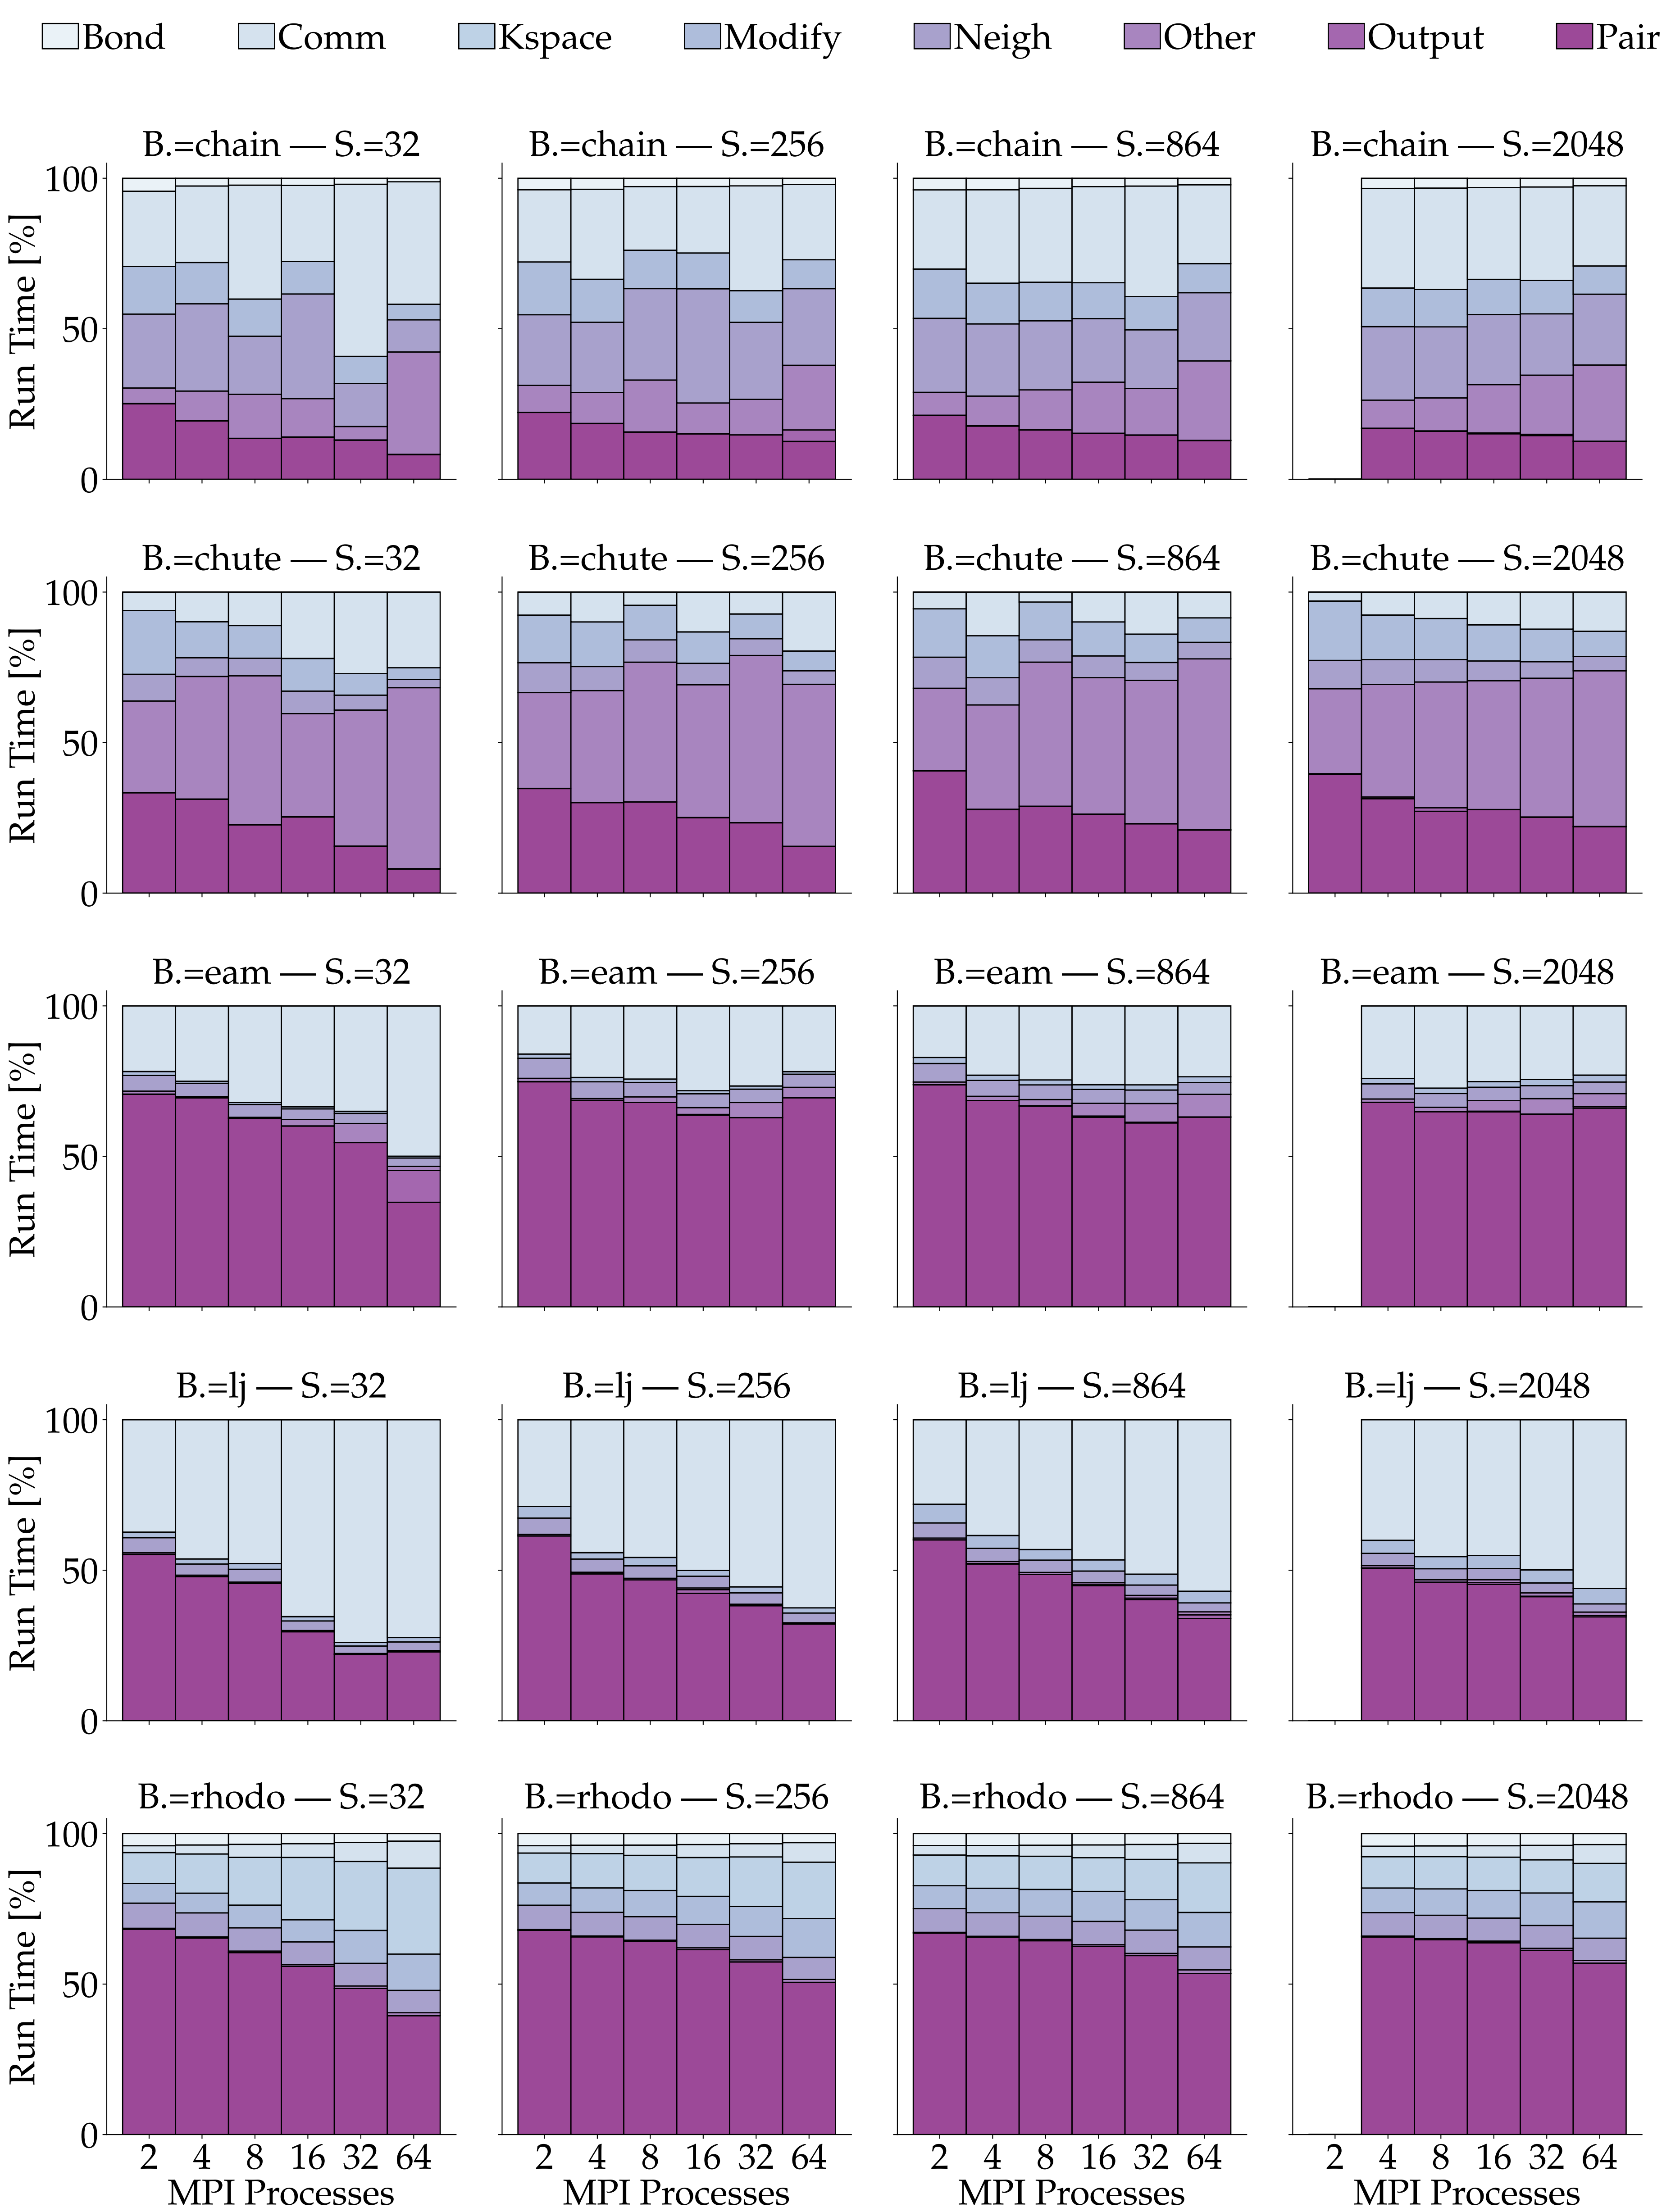 Bond Comm Kspace Modify Neigh Other Output Pair
B.=chain — S.=32 B.=chain — S.=256 B.=chain — S.=864 B.=chain — S.=2048
100
50
0
Run Time [%]
B.=chute — S.=32 B.=chute — S.=256 B.=chute — S.=864 B.=chute — S.=2048
100
50
0
Run Time [%]
B.=eam — S.=32 B.=eam — S.=256 B.=eam — S.=864 B.=eam — S.=2048
100
50
0
Run Time [%]
B.=lj — S.=32 B.=lj — S.=256 B.=lj — S.=864 B.=lj — S.=2048
100
50
0
Run Time [%]
B.=rhodo — S.=32 B.=rhodo — S.=256 B.=rhodo — S.=864 B.=rhodo — S.=2048
100
50
0
Run Time [%]
2 4 8 16 32 64 2 4 8 16 32 64 2 4 8 16 32 64 2 4 8 16 32 64
MPI Processes MPI Processes MPI Processes MPI Processes